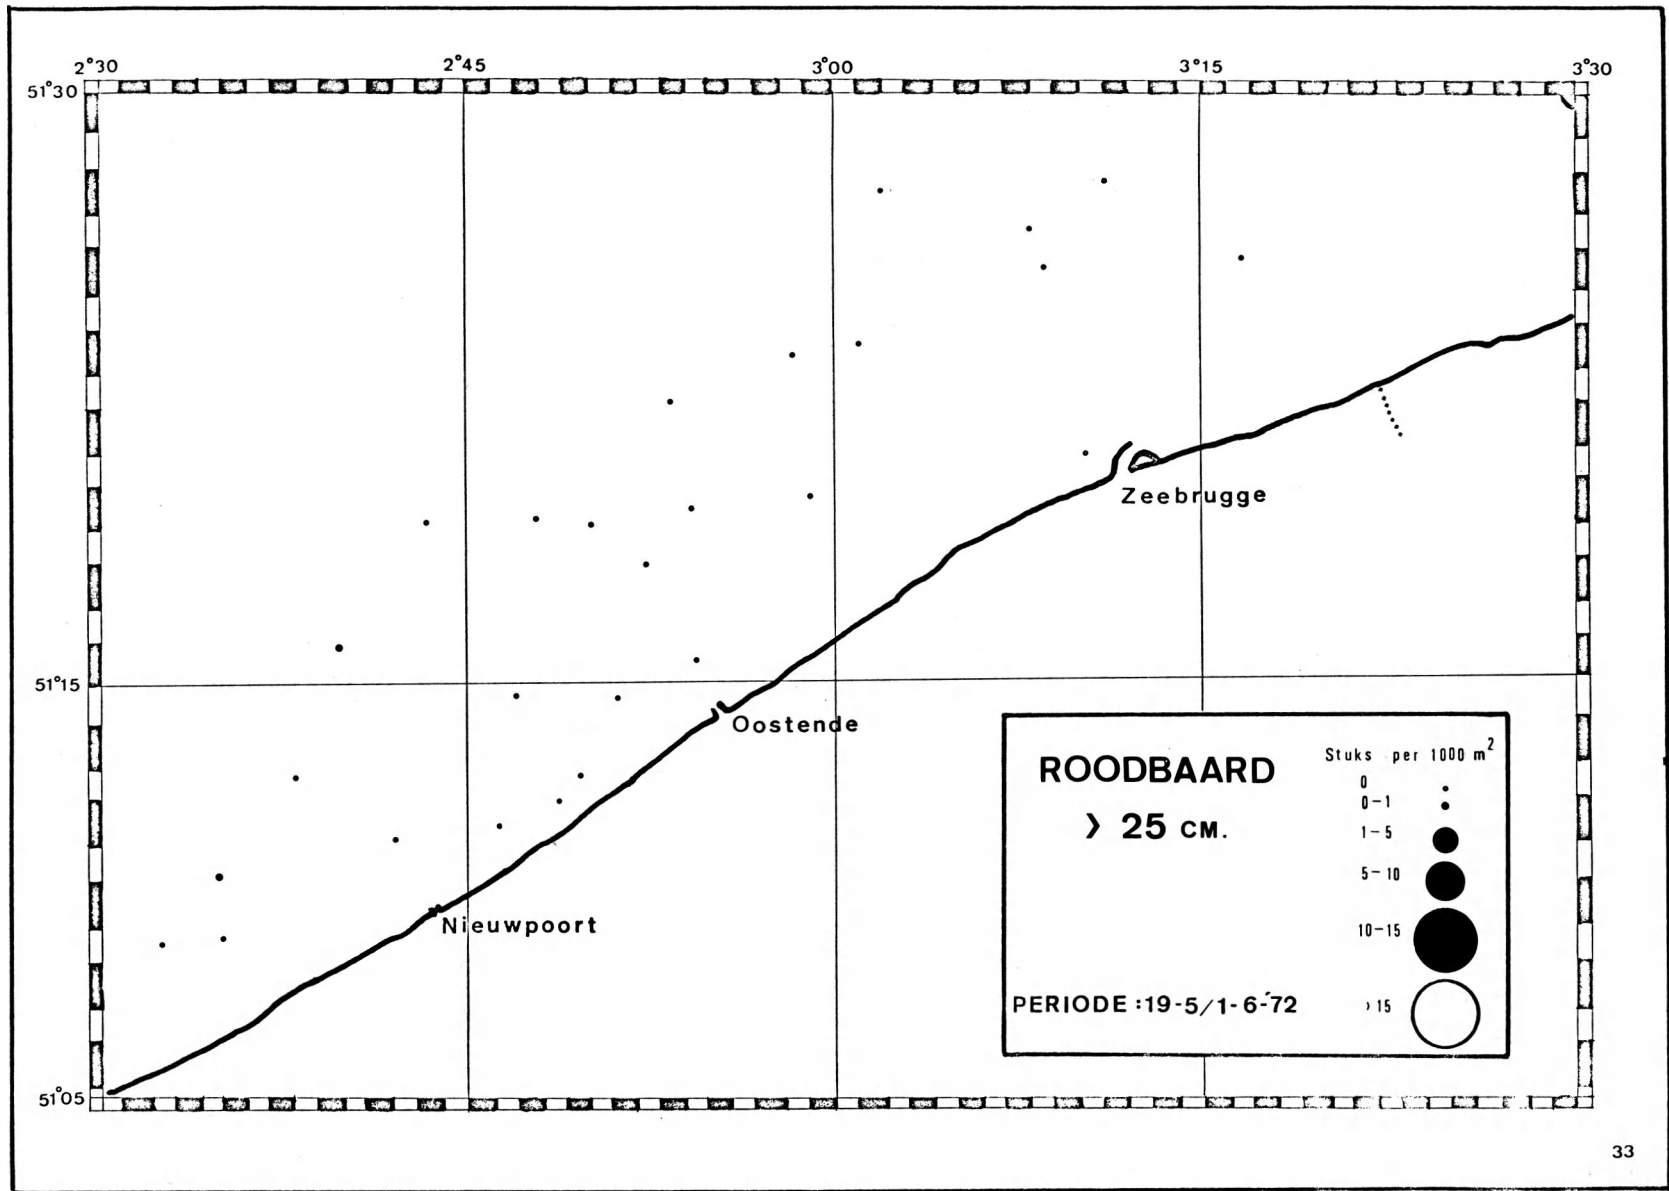 2°30 2°45 3°00 3°15 3°30
51°30
51°15
51°05
Zeebrugge
Oostende
Nieuwpoort
ROODBAARD
> 25 CM.
PERIODE :19-5/1-6-'72
Stuks per 1000 m²
0
0-1
1-5
5-10
10-15
>15
33